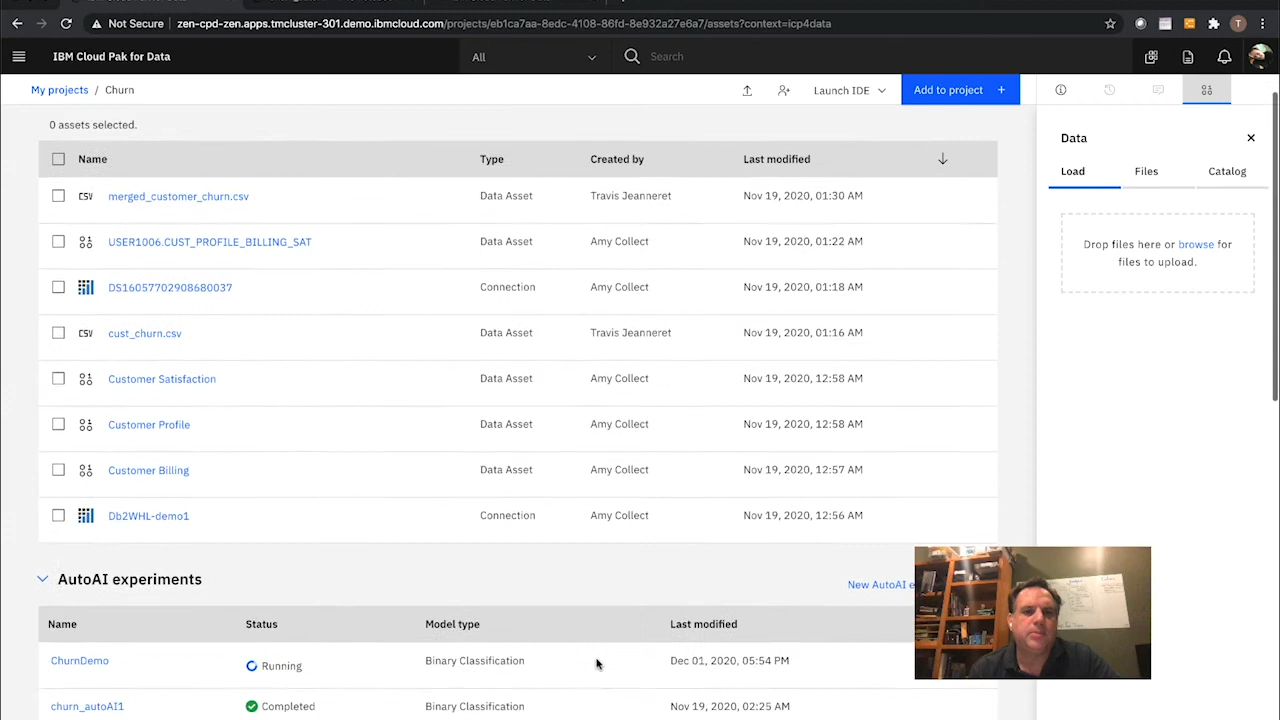 Not Secure zen-cpd-zen.apps.tmcluster-301.demo.ibmcloud.com/projects/eb1ca7aa-8edc-4108-86fd-8e932a27e6a7/assets?context=icp4data T
IBM Cloud Pak for Data All Search
My projects / Churn Launch IDE Add to project +
0 assets selected.
Name Type Created by Last modified
CSV merged_customer_churn.csv Data Asset Travis Jeanneret Nov 19, 2020, 01:30 AM
USER1006.CUST_PROFILE_BILLING_SAT Data Asset Amy Collect Nov 19, 2020, 01:22 AM
DS16057702908680037 Connection Amy Collect Nov 19, 2020, 01:18 AM
CSV cust_churn.csv Data Asset Travis Jeanneret Nov 19, 2020, 01:16 AM
Customer Satisfaction Data Asset Amy Collect Nov 19, 2020, 12:58 AM
Customer Profile Data Asset Amy Collect Nov 19, 2020, 12:58 AM
Customer Billing Data Asset Amy Collect Nov 19, 2020, 12:57 AM
Db2WHL-demo1 Connection Amy Collect Nov 19, 2020, 12:56 AM
AutoAI experiments
New AutoAI e
Name Status Model type Last modified
ChurnDemo Running Binary Classification Dec 01, 2020, 05:54 PM
churn_autoAI1 Completed Binary Classification Nov 19, 2020, 02:25 AM
Data
Load Files Catalog
Drop files here or browse for
files to upload.